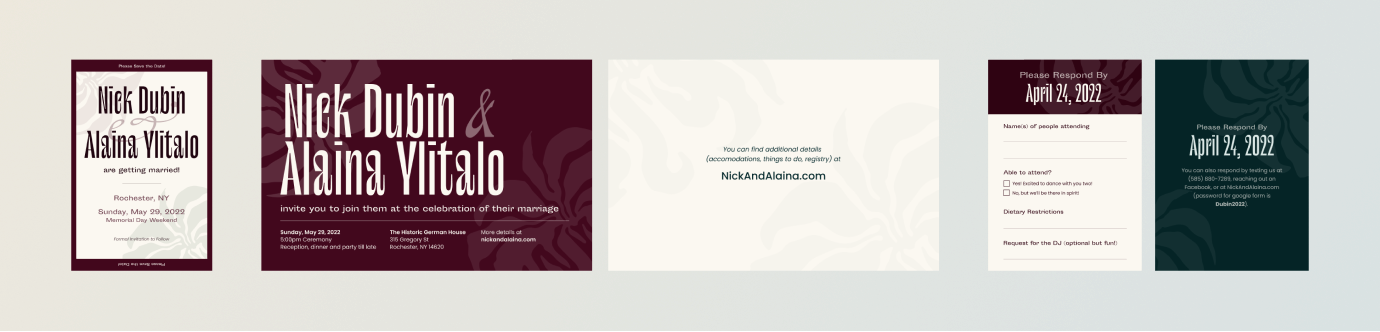 Please Save the Date!
Nick Dubin
&
Alaina Ylitalo
are getting married!
Rochester, NY
Sunday, May 29, 2022
Memorial Day Weekend
Formal Invitation to Follow
Please Save the Date!
Nick Dubin &
Alaina Ylitalo
invite you to join them at the celebration of their marriage
Sunday, May 29, 2022
5:00pm Ceremony
Reception, dinner and party till late
The Historic German House
315 Gregory St
Rochester, NY 14620
More details at
nickandalaina.com
You can find additional details
(accomodations, things to do, registry) at
NickAndAlaina.com
Please Respond By
April 24, 2022
Name(s) of people attending
Able to attend?
Yes! Excited to dance with you two!
No, but we'll be there in spirit!
Dietary Restrictions
Request for the DJ (optional but fun!)
Please Respond By
April 24, 2022
You can also respond by texting us at
(585) 880-7289, reaching out on
Facebook, or at NickAndAlaina.com
(password for google form is
Dubin2022).